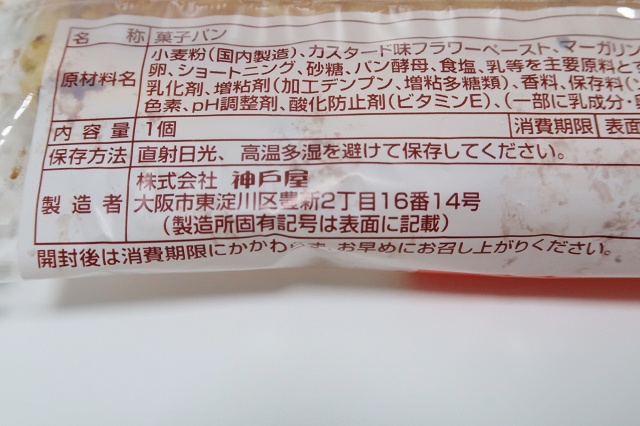 名 称 菓子パン
原材料名 小麦粉(国内製造)、カスタード味フラワーペースト、マーガリン
卵、ショートニング、砂糖、パン酵母、食塩、乳等を主要原料とす
乳化剤、増粘剤(加工デンプン、増粘多糖類)、香料、保存料(
色素、pH調整剤、酸化防止剤(ビタミンE)、(一部に乳成分・
内 容 量 1個 消費期限 表面
保存方法 直射日光、高温多湿を避けて保存してください。
製 造 者 株式会社 神戸屋
大阪市東淀川区豊新2丁目16番14号
(製造所固有記号は表面に記載)
開封後は消費期限にかかわらず、お早めにお召し上がりください。